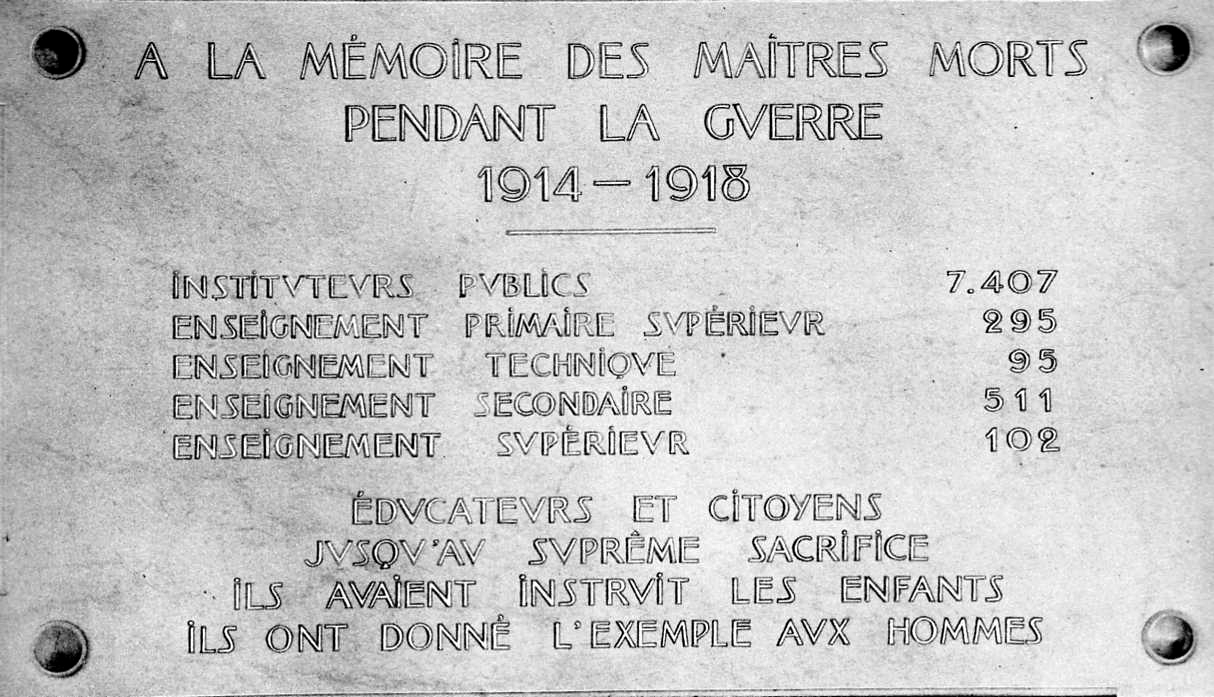 A LA MÉMOIRE DES MAÎTRES MORTS
PENDANT LA GVERRE
1914 – 1918
INSTITVTEVRS PVBLICS 7.407
ENSEIGNEMENT PRIMAIRE SVPÉRIEVR 295
ENSEIGNEMENT TECHNIQVE 95
ENSEIGNEMENT SECONDAIRE 511
ENSEIGNEMENT SVPÉRIEVR 102
ÉDVCATEVRS ET CITOYENS
JVSQV'AV SVPRÊME SACRIFICE
ILS AVAIENT INSTRVIT LES ENFANTS
ILS ONT DONNÉ L'EXEMPLE AVX HOMMES